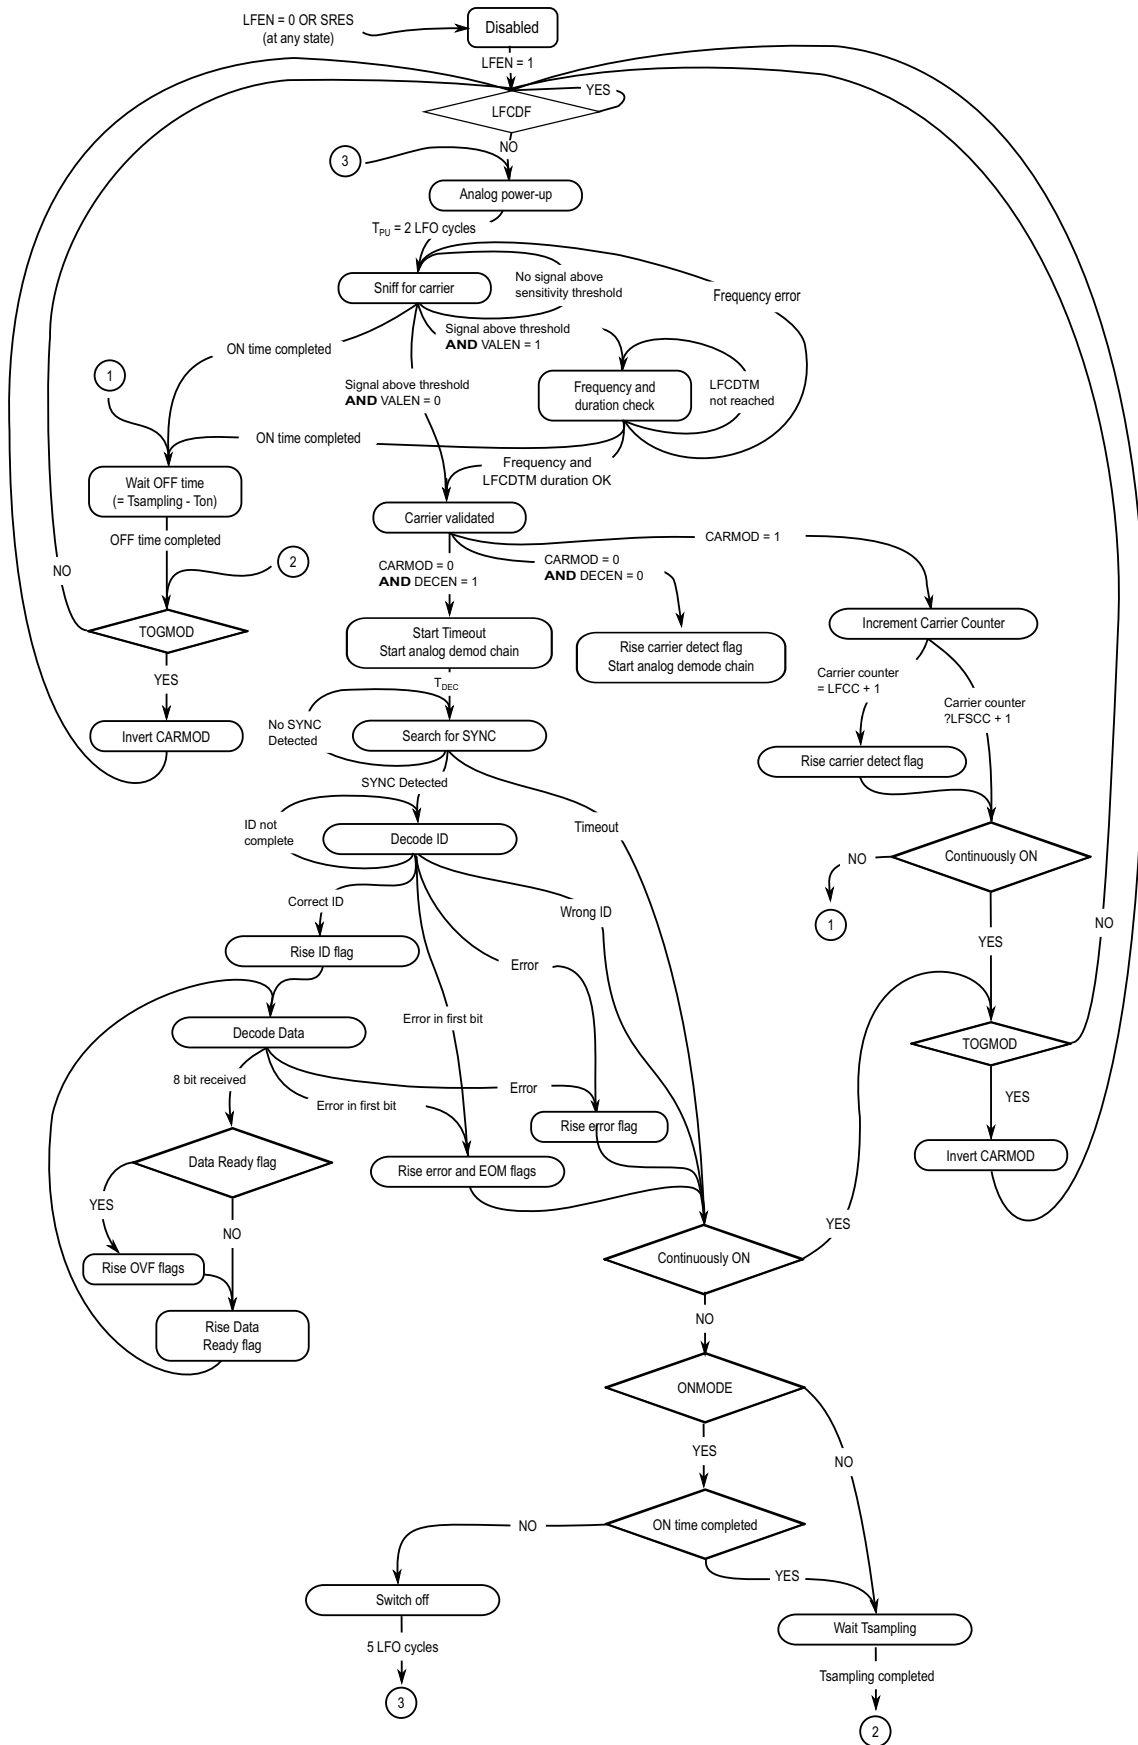 LFEN = 0 OR SRES
(at any state)
Disabled
LFEN = 1
YES
LFCDF
NO
3
Analog power-up
TPU = 2 LFO cycles
No signal above
sensitivity threshold
Sniff for carrier
Frequency error
Signal above threshold
AND VALEN = 1
ON time completed
1
Signal above threshold
AND VALEN = 0
Frequency and
duration check
LFCDTM
not reached
ON time completed
Frequency and
LFCDTM duration OK
Wait OFF time
(= Tsampling - Ton)
Carrier validated
OFF time completed
CARMOD = 1
CARMOD = 0
AND DECEN = 1
CARMOD = 0
AND DECEN = 0
NO
2
TOGMOD
Start Timeout
Start analog demod chain
Rise carrier detect flag
Start analog demode chain
Increment Carrier Counter
YES
TDEC
Carrier counter
= LFCC + 1
Carrier counter
?LFSCC + 1
No SYNC
Detected
Invert CARMOD
Search for SYNC
Rise carrier detect flag
SYNC Detected
ID not
complete
Decode ID
Timeout
NO
Continuously ON
Correct ID
Wrong ID
1
NO
YES
Rise ID flag
Error
Decode Data
Error in first bit
TOGMOD
8 bit received
Error in first bit
Error
YES
Rise error flag
Data Ready flag
Rise error and EOM flags
Invert CARMOD
YES
NO
YES
Rise OVF flags
Continuously ON
Rise Data
Ready flag
NO
ONMODE
YES
NO
NO
ON time completed
YES
Switch off
Wait Tsampling
5 LFO cycles
Tsampling completed
3
2